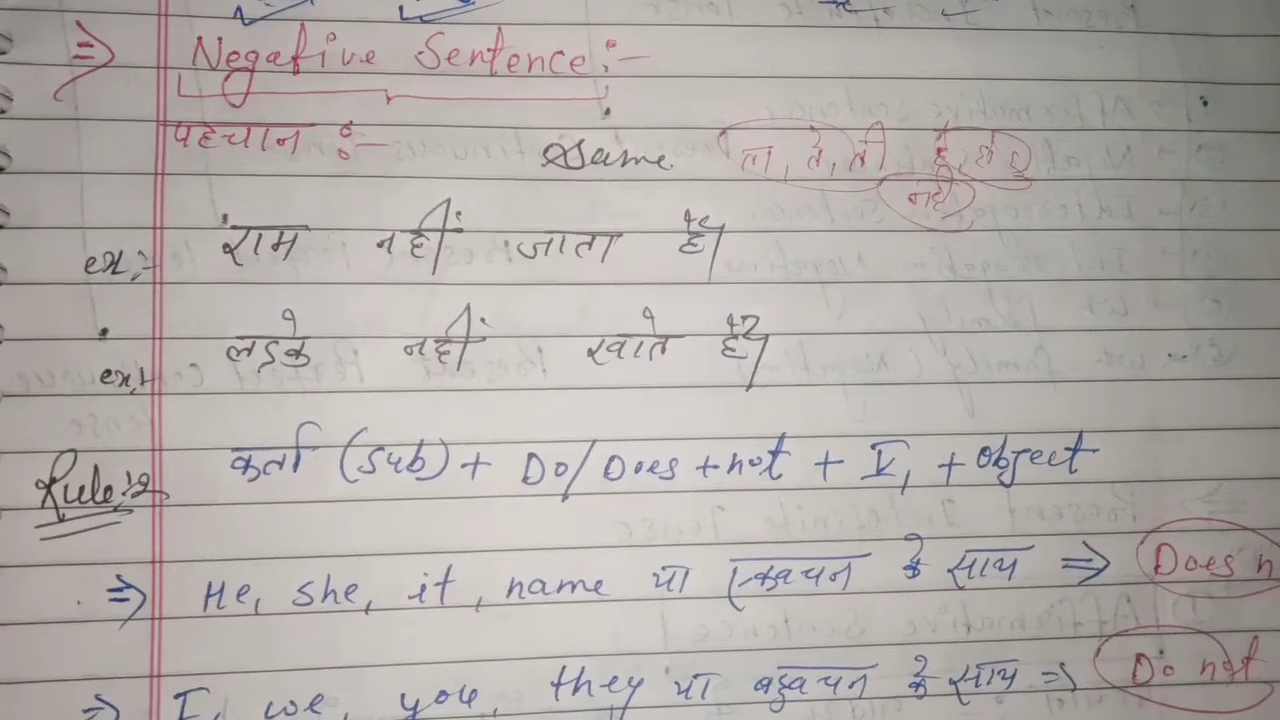 ⇒ Negative Sentence:-
पहचान :- Same ता, ते, ती है, हैं हूँ
नहीं
ex:- राम नहीं जाता है।
ex:- लड़के नहीं खाते हैं।
Rule:- कर्ता (Sub) + Do/Does + not + V1 + object
⇒ He, she, it, name या एकवचन के साथ ⇒ Does n
⇒ I, we, you, they या बहुवचन के साथ ⇒ Do not